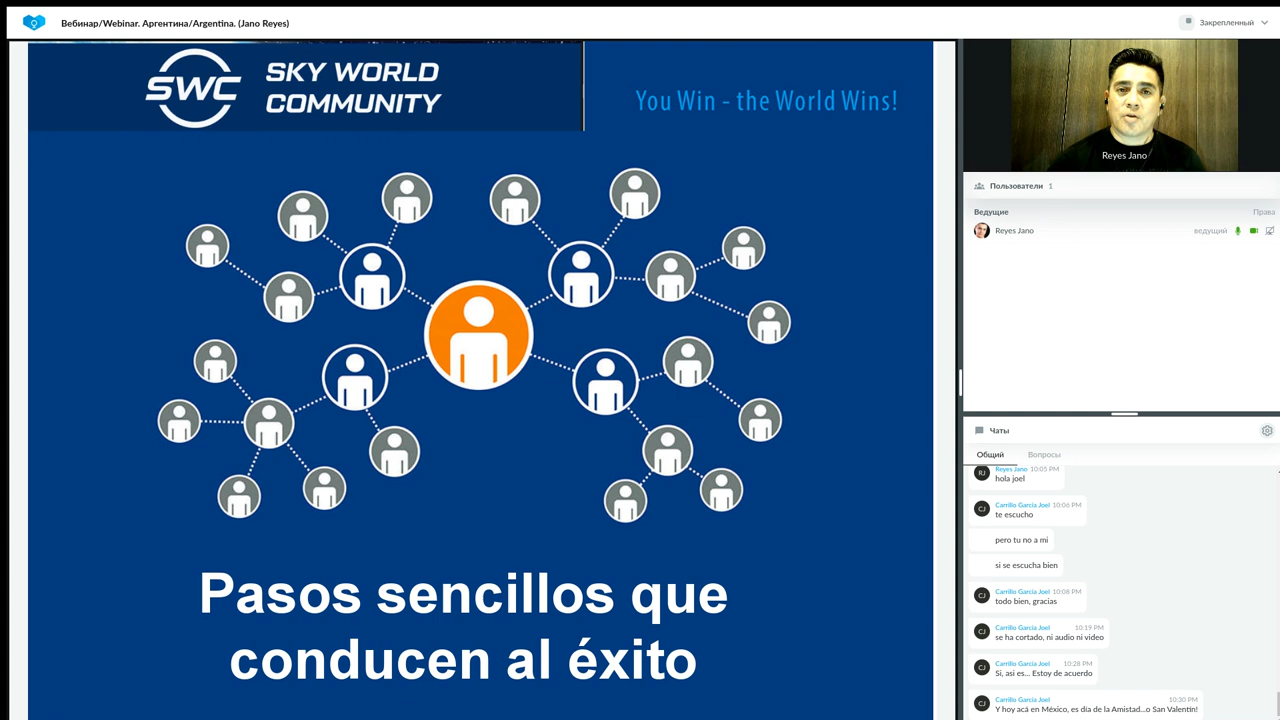 Вебинар/Webinar. Аргентина/Argentina. (Jano Reyes)
Закрепленный
SWC
SKY WORLD
COMMUNITY
You Win - the World Wins!
Pasos sencillos que
conducen al éxito
Reyes Jano
Пользователи 1
Ведущие Права
Reyes Jano ведущий
Чаты
Общий Вопросы
RJ Reyes Jano 10:05 PM
hola joel
CJ Carrillo Garcia Joel 10:06 PM
te escucho
pero tu no a mi
si se escucha bien
CJ Carrillo Garcia Joel 10:08 PM
todo bien, gracias
CJ Carrillo Garcia Joel 10:19 PM
se ha cortado, ni audio ni video
CJ Carrillo Garcia Joel 10:28 PM
Si, asi es... Estoy de acuerdo
CJ Carrillo Garcia Joel 10:30 PM
Y hoy acá en México, es día de la Amistad...o San Valentín!